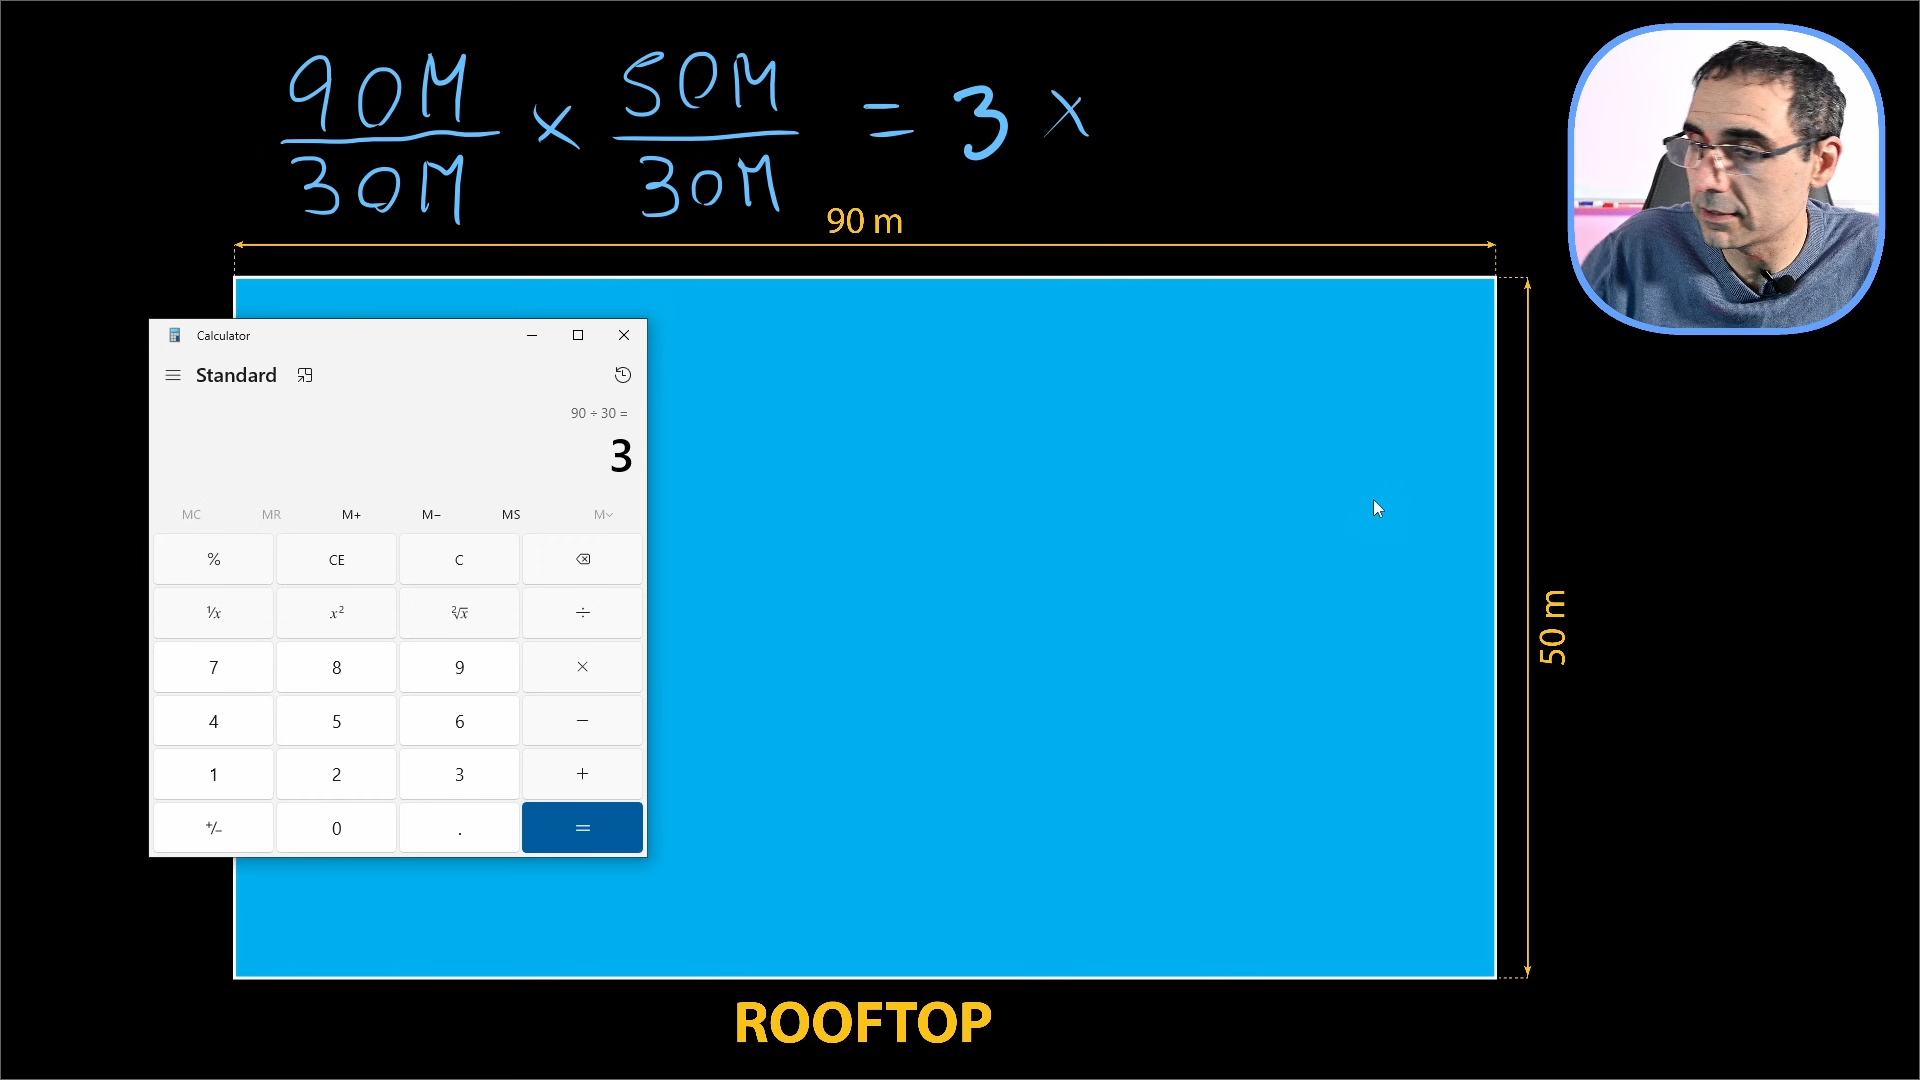 90M × 50M = 3 ×
30M 30M
90 m
Calculator
Standard
90 ÷ 30 =
3
MC MR M+ M− MS M
% CE C
¹/x x² ²√x ÷
7 8 9 ×
4 5 6 −
1 2 3 +
+/− 0 . =
50 m
ROOFTOP